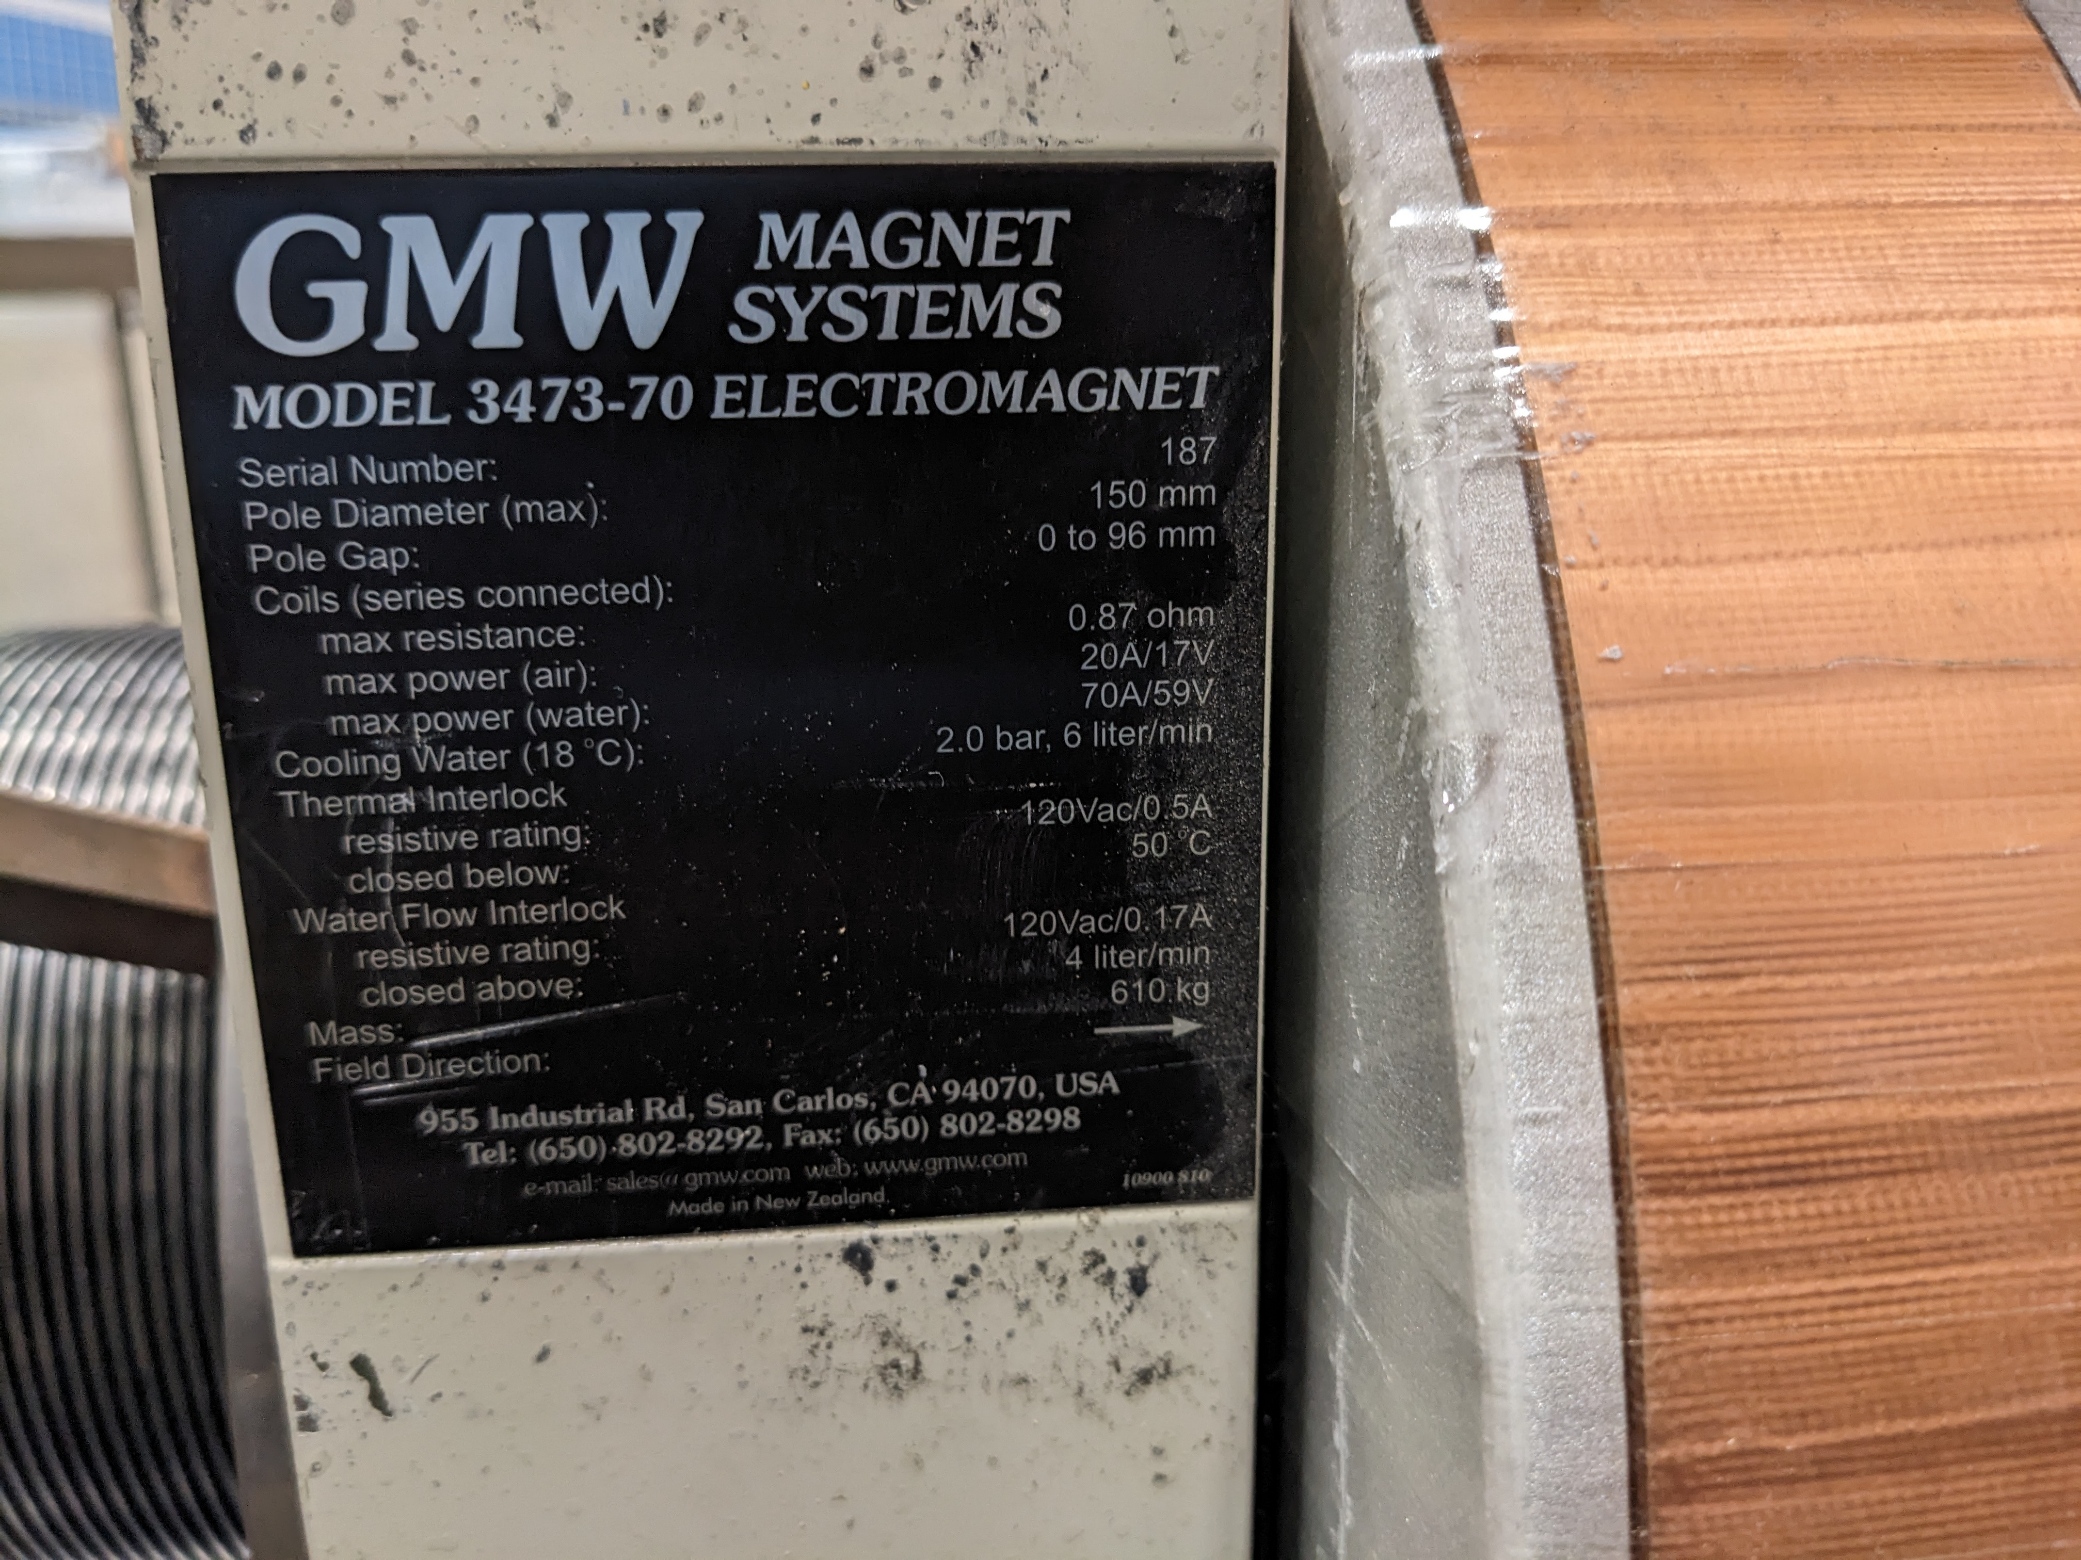 GMW MAGNET SYSTEMS
MODEL 3473-70 ELECTROMAGNET
Serial Number: 187
Pole Diameter (max): 150 mm
Pole Gap: 0 to 96 mm
Coils (series connected):
max resistance: 0.87 ohm
max power (air): 20A/17V
max power (water): 70A/59V
Cooling Water (18 °C): 2.0 bar, 6 liter/min
Thermal Interlock
resistive rating: 120Vac/0.5A
closed below: 50 °C
Water Flow Interlock
resistive rating: 120Vac/0.17A
closed above: 4 liter/min
Mass: 610 kg
Field Direction: →
955 Industrial Rd, San Carlos, CA 94070, USA
Tel: (650) 802-8292, Fax: (650) 802-8298
e-mail: sales@gmw.com web: www.gmw.com
Made in New Zealand.
10900 810